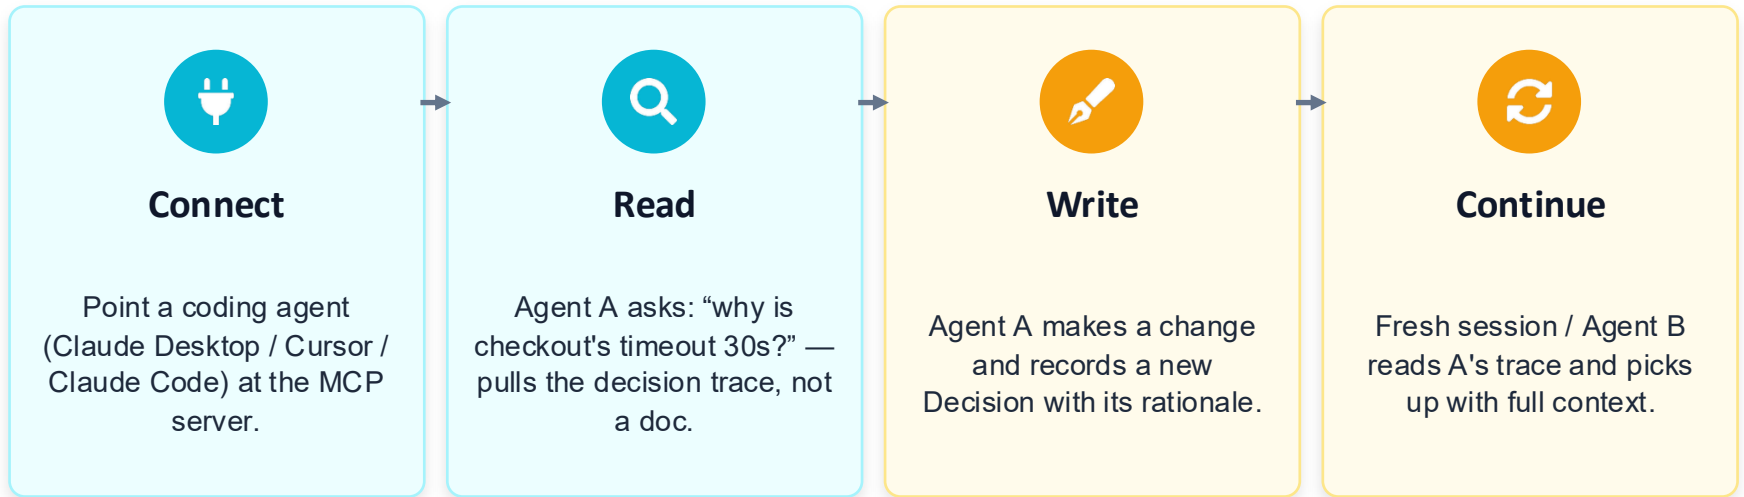 Connect
Point a coding agent
(Claude Desktop / Cursor /
Claude Code) at the MCP
server.
Read
Agent A asks: “why is
checkout's timeout 30s?” —
pulls the decision trace, not
a doc.
Write
Agent A makes a change
and records a new
Decision with its rationale.
Continue
Fresh session / Agent B
reads A's trace and picks
up with full context.